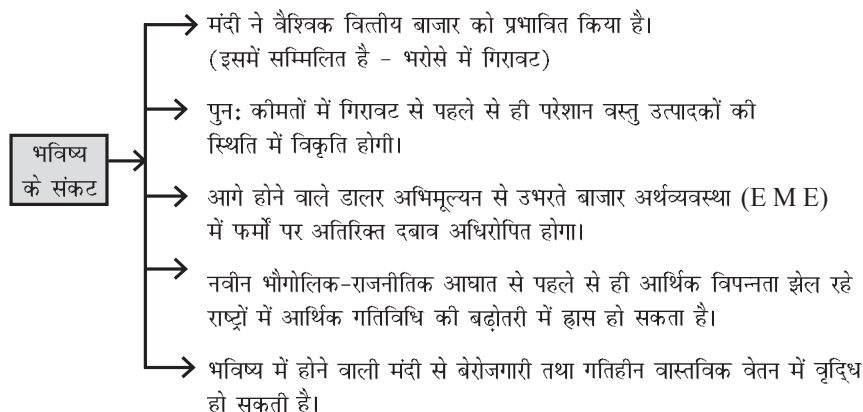 मंदी ने वैश्विक वित्तीय बाजार को प्रभावित किया है।
(इसमें सम्मिलित है - भरोसे में गिरावट)
पुन: कीमतों में गिरावट से पहले से ही परेशान वस्तु उत्पादकों की
स्थिति में विकृति होगी।
भविष्य
के संकट
आगे होने वाले डालर अभिमूल्यन से उभरते बाजार अर्थव्यवस्था (E M E)
में फर्मों पर अतिरिक्त दबाव अधिरोपित होगा।
नवीन भौगोलिक-राजनीतिक आघात से पहले से ही आर्थिक विपन्नता झेल रहे
राष्ट्रों में आर्थिक गतिविधि की बढ़ोतरी में ह्रास हो सकता है।
भविष्य में होने वाली मंदी से बेरोजगारी तथा गतिहीन वास्तविक वेतन में वृद्धि
हो सकती है।